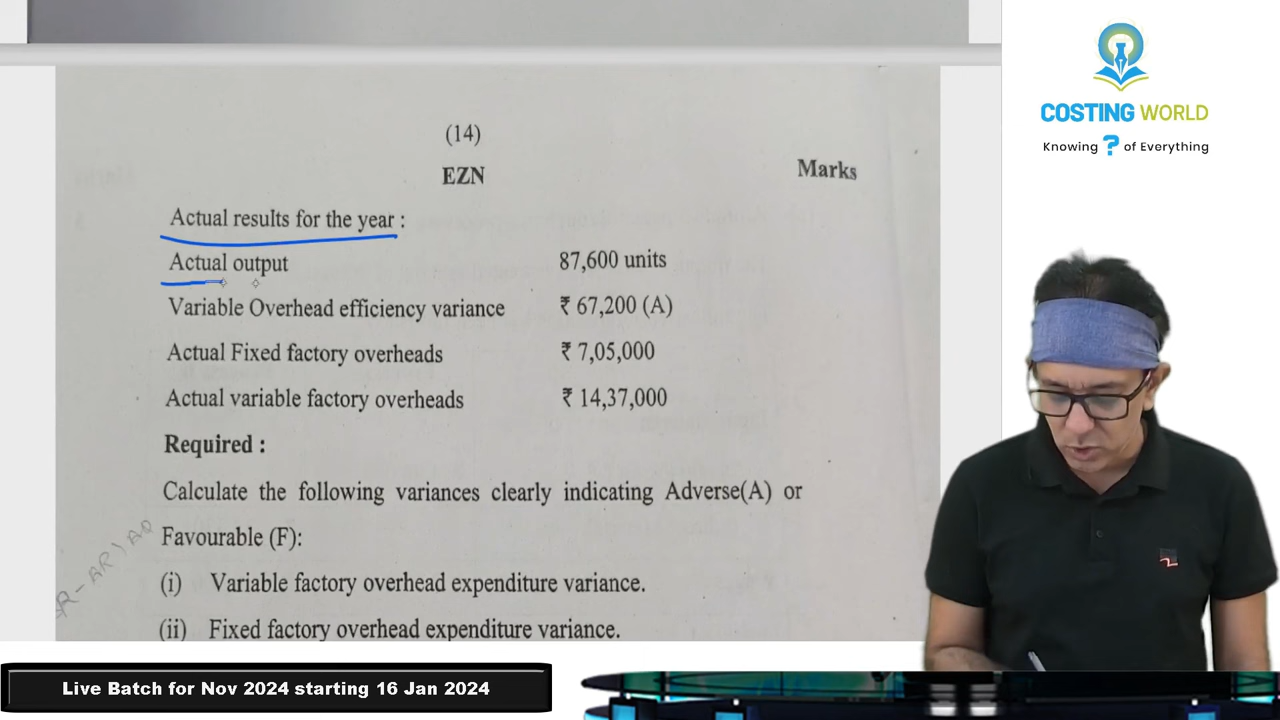 (14)
EZN
Marks
Actual results for the year :
Actual output 87,600 units
Variable Overhead efficiency variance ₹ 67,200 (A)
Actual Fixed factory overheads ₹ 7,05,000
Actual variable factory overheads ₹ 14,37,000
Required :
Calculate the following variances clearly indicating Adverse(A) or
Favourable (F):
(i) Variable factory overhead expenditure variance.
(ii) Fixed factory overhead expenditure variance.
R - AR) AQ
COSTING WORLD
Knowing ? of Everything
Live Batch for Nov 2024 starting 16 Jan 2024